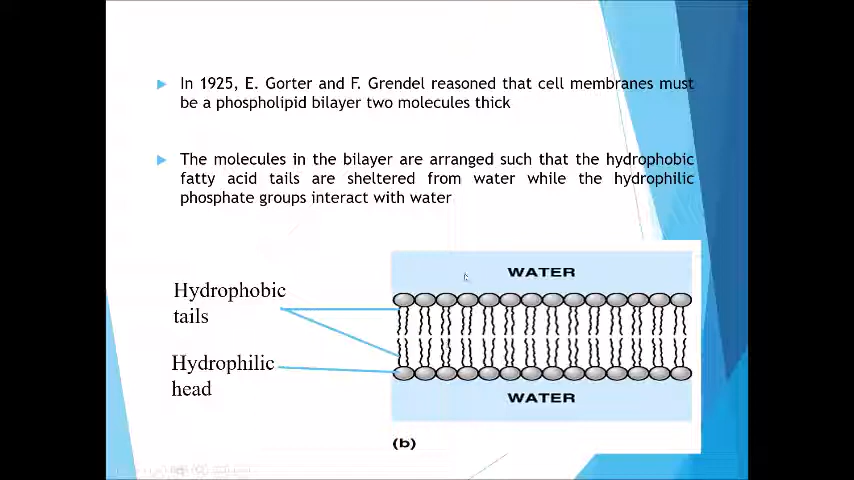 In 1925, E. Gorter and F. Grendel reasoned that cell membranes must
be a phospholipid bilayer two molecules thick
The molecules in the bilayer are arranged such that the hydrophobic
fatty acid tails are sheltered from water while the hydrophilic
phosphate groups interact with water
WATER
Hydrophobic
tails
Hydrophilic
head
WATER
(b)